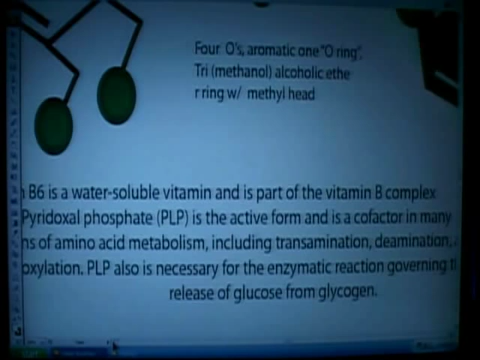 Four O's, aromatic one "O ring",
Tri (methanol) alcoholic ethe
r ring w/ methyl head
B6 is a water-soluble vitamin and is part of the vitamin B complex
Pyridoxal phosphate (PLP) is the active form and is a cofactor in many
ns of amino acid metabolism, including transamination, deamination,
oxylation. PLP also is necessary for the enzymatic reaction governing t
release of glucose from glycogen.